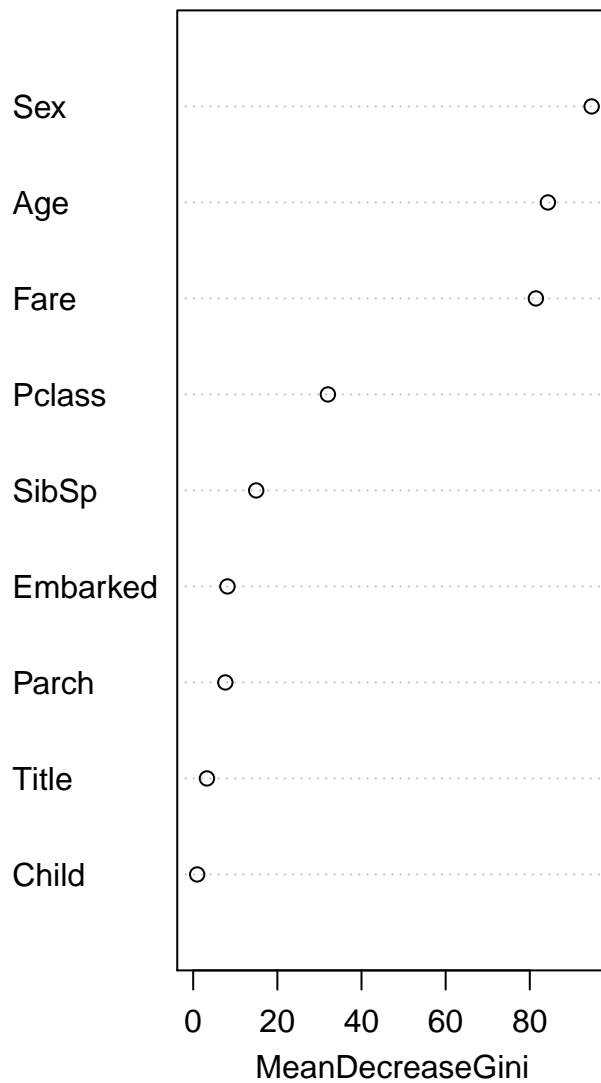 Sex
Age
Fare
Pclass
SibSp
Embarked
Parch
Title
Child
0 20 40 60 80
MeanDecreaseGini